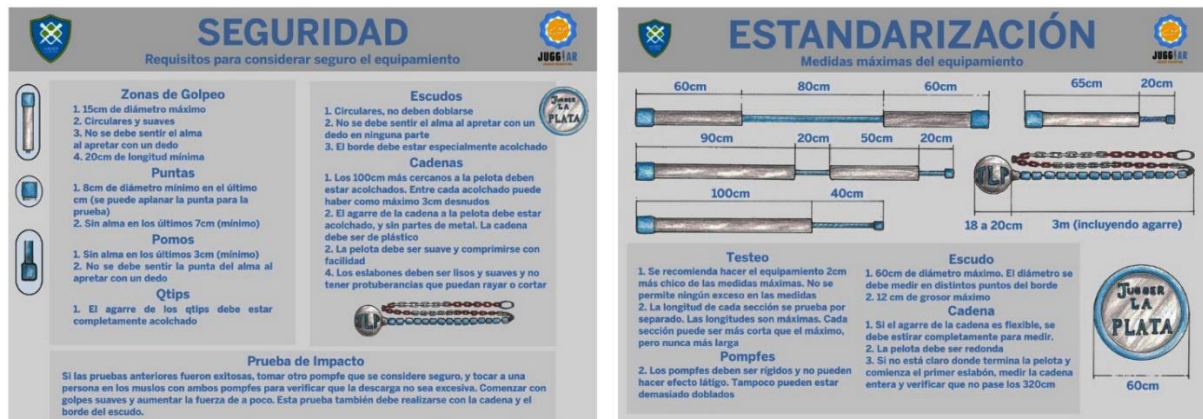 SEGURIDAD
Requisitos para considerar seguro el equipamiento
JUGG!AR
Zonas de Golpeo
1. 15cm de diámetro máximo
2. Circulares y suaves
3. No se debe sentir el alma
al apretar con un dedo
4. 20cm de longitud mínima
Puntas
1. 8cm de diámetro mínimo en el último
cm (se puede aplanar la punta para la
prueba)
2. Sin alma en los últimos 7cm (mínimo)
Pomos
1. Sin alma en los últimos 3cm (mínimo)
2. No se debe sentir la punta del alma al
apretar con un dedo
Qtips
1. El agarre de los qtips debe estar
completamente acolchado
Escudos
1. Circulares, no deben doblarse
2. No se debe sentir el alma al apretar con un
dedo en ninguna parte
3. El borde debe estar especialmente acolchado
JUGGER
LA
PLATA
Cadenas
1. Los 100cm más cercanos a la pelota deben
estar acolchados. Entre cada acolchado puede
haber como máximo 3cm desnudos
2. El agarre de la cadena a la pelota debe estar
acolchado, y sin partes de metal. La cadena
debe ser de plástico
2. La pelota debe ser suave y comprimirse con
facilidad
4. Los eslabones deben ser lisos y suaves y no
tener protuberancias que puedan rayar o cortar
JLP
Prueba de Impacto
Si las pruebas anteriores fueron exitosas, tomar otro pompfe que se considere seguro, y tocar a una
persona en los muslos con ambos pompfes para verificar que la descarga no sea excesiva. Comenzar con
golpes suaves y aumentar la fuerza de a poco. Esta prueba también debe realizarse con la cadena y el
borde del escudo.
ESTANDARIZACIÓN
Medidas máximas del equipamiento
JUGG!AR
60cm 80cm 60cm
65cm 20cm
90cm 20cm 50cm 20cm
JLP
100cm 40cm
18 a 20cm 3m (incluyendo agarre)
Testeo
1. Se recomienda hacer el equipamiento 2cm
más chico de las medidas máximas. No se
permite ningún exceso en las medidas
2. La longitud de cada sección se prueba por
separado. Las longitudes son máximas. Cada
sección puede ser más corta que el máximo,
pero nunca más larga
Pompfes
2. Los pompfes deben ser rígidos y no pueden
hacer efecto látigo. Tampoco pueden estar
demasiado doblados
Escudo
1. 60cm de diámetro máximo. El diámetro se
debe medir en distintos puntos del borde
2. 12 cm de grosor máximo
Cadena
1. Si el agarre de la cadena es flexible, se
debe estirar completamente para medir.
2. La pelota debe ser redonda
3. Si no está claro donde termina la pelota y
comienza el primer eslabón, medir la cadena
entera y verificar que no pase los 320cm
JUGGER
LA
PLATA
60cm